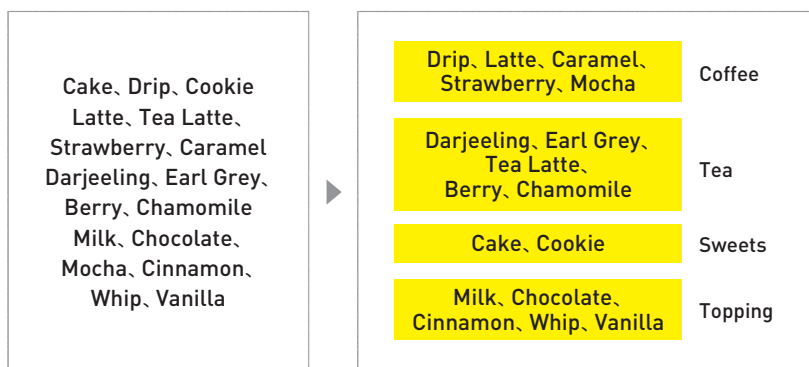 Cake、Drip、Cookie
Latte、Tea Latte、
Strawberry、Caramel
Darjeeling、Earl Grey、
Berry、Chamomile
Milk、Chocolate、
Mocha、Cinnamon、
Whip、Vanilla
Drip、Latte、Caramel、
Strawberry、Mocha
Coffee
Darjeeling、Earl Grey、
Tea Latte、
Berry、Chamomile
Tea
Cake、Cookie
Sweets
Milk、Chocolate、
Cinnamon、Whip、Vanilla
Topping